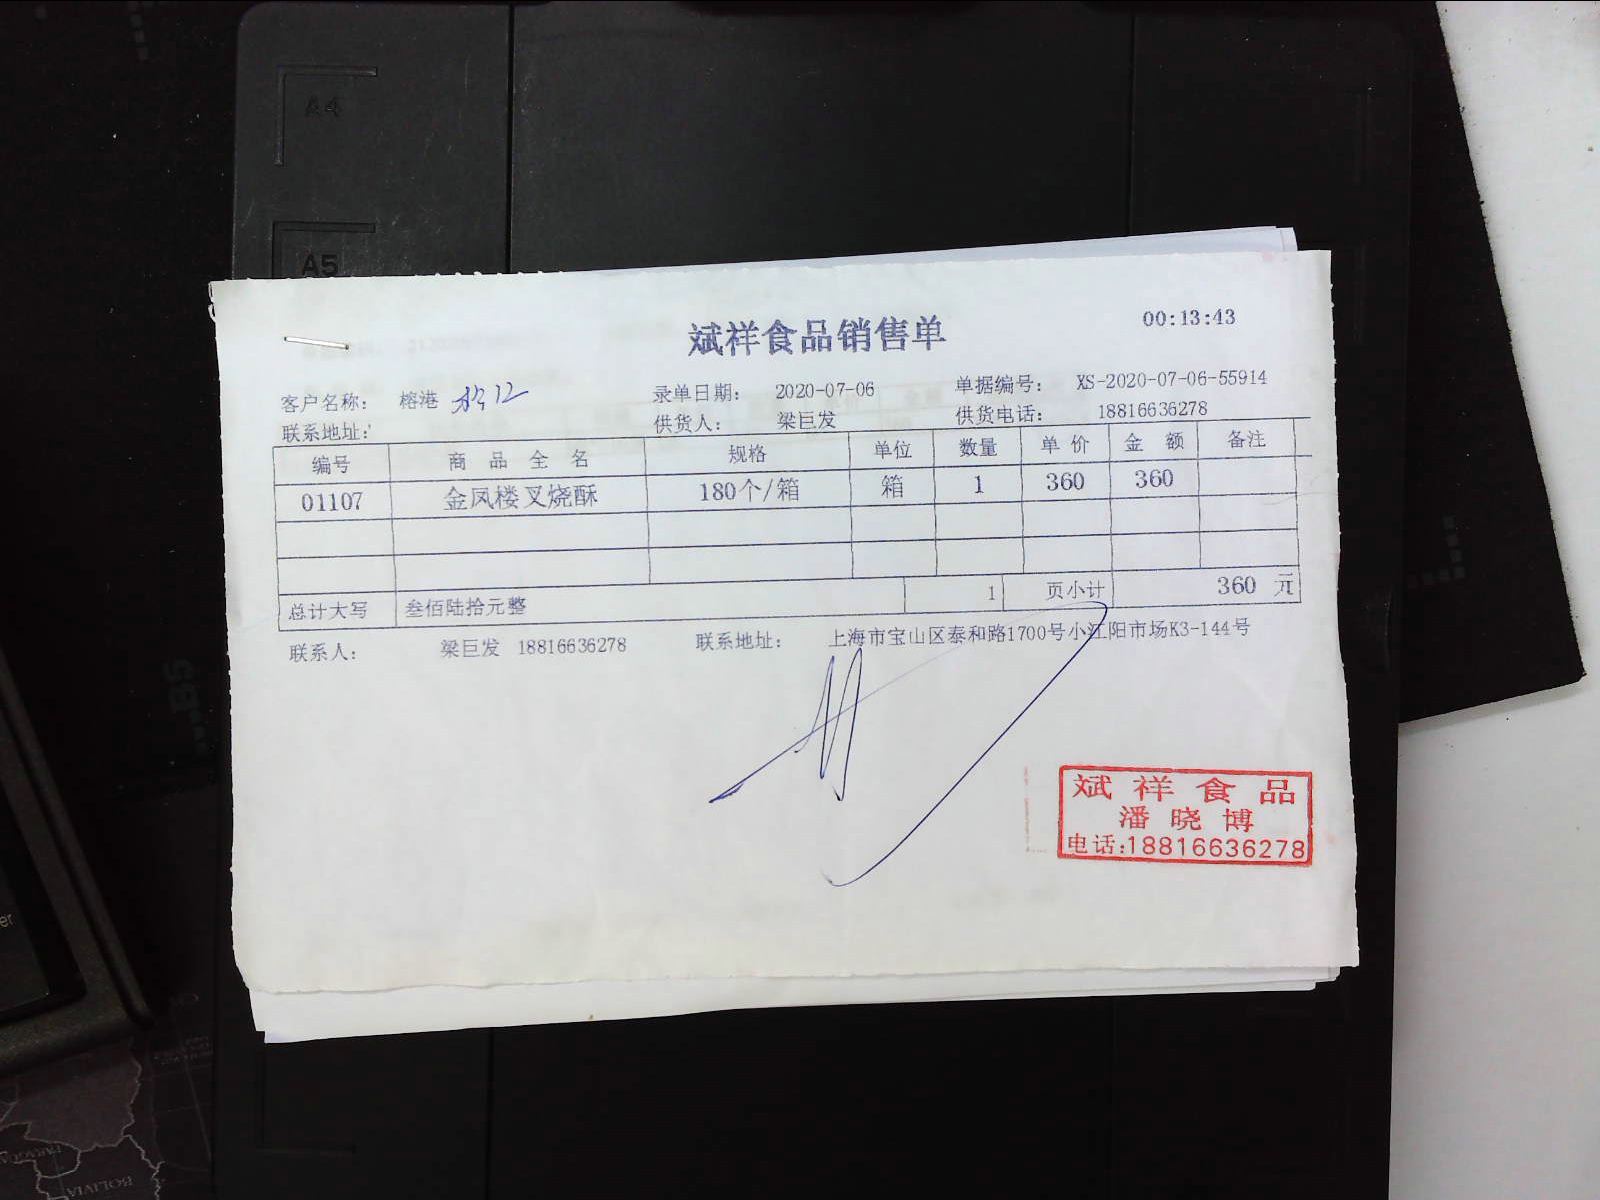 A4
A5
斌祥食品销售单
00:13:43
客户名称： 榕港 录单日期： 2020-07-06 单据编号： XS-2020-07-06-55914
联系地址： 供货人： 梁巨发 供货电话： 18816636278
编号 商品全名 规格 单位 数量 单价 金额 备注
01107 金凤楼叉烧酥 180个/箱 箱 1 360 360
总计大写 叁佰陆拾元整 1 页小计 360 元
联系人： 梁巨发 18816636278 联系地址： 上海市宝山区泰和路1700号小江阳市场K3-144号
斌祥食品
潘晓博
电话:18816636278
B5
er
BOLIVIA